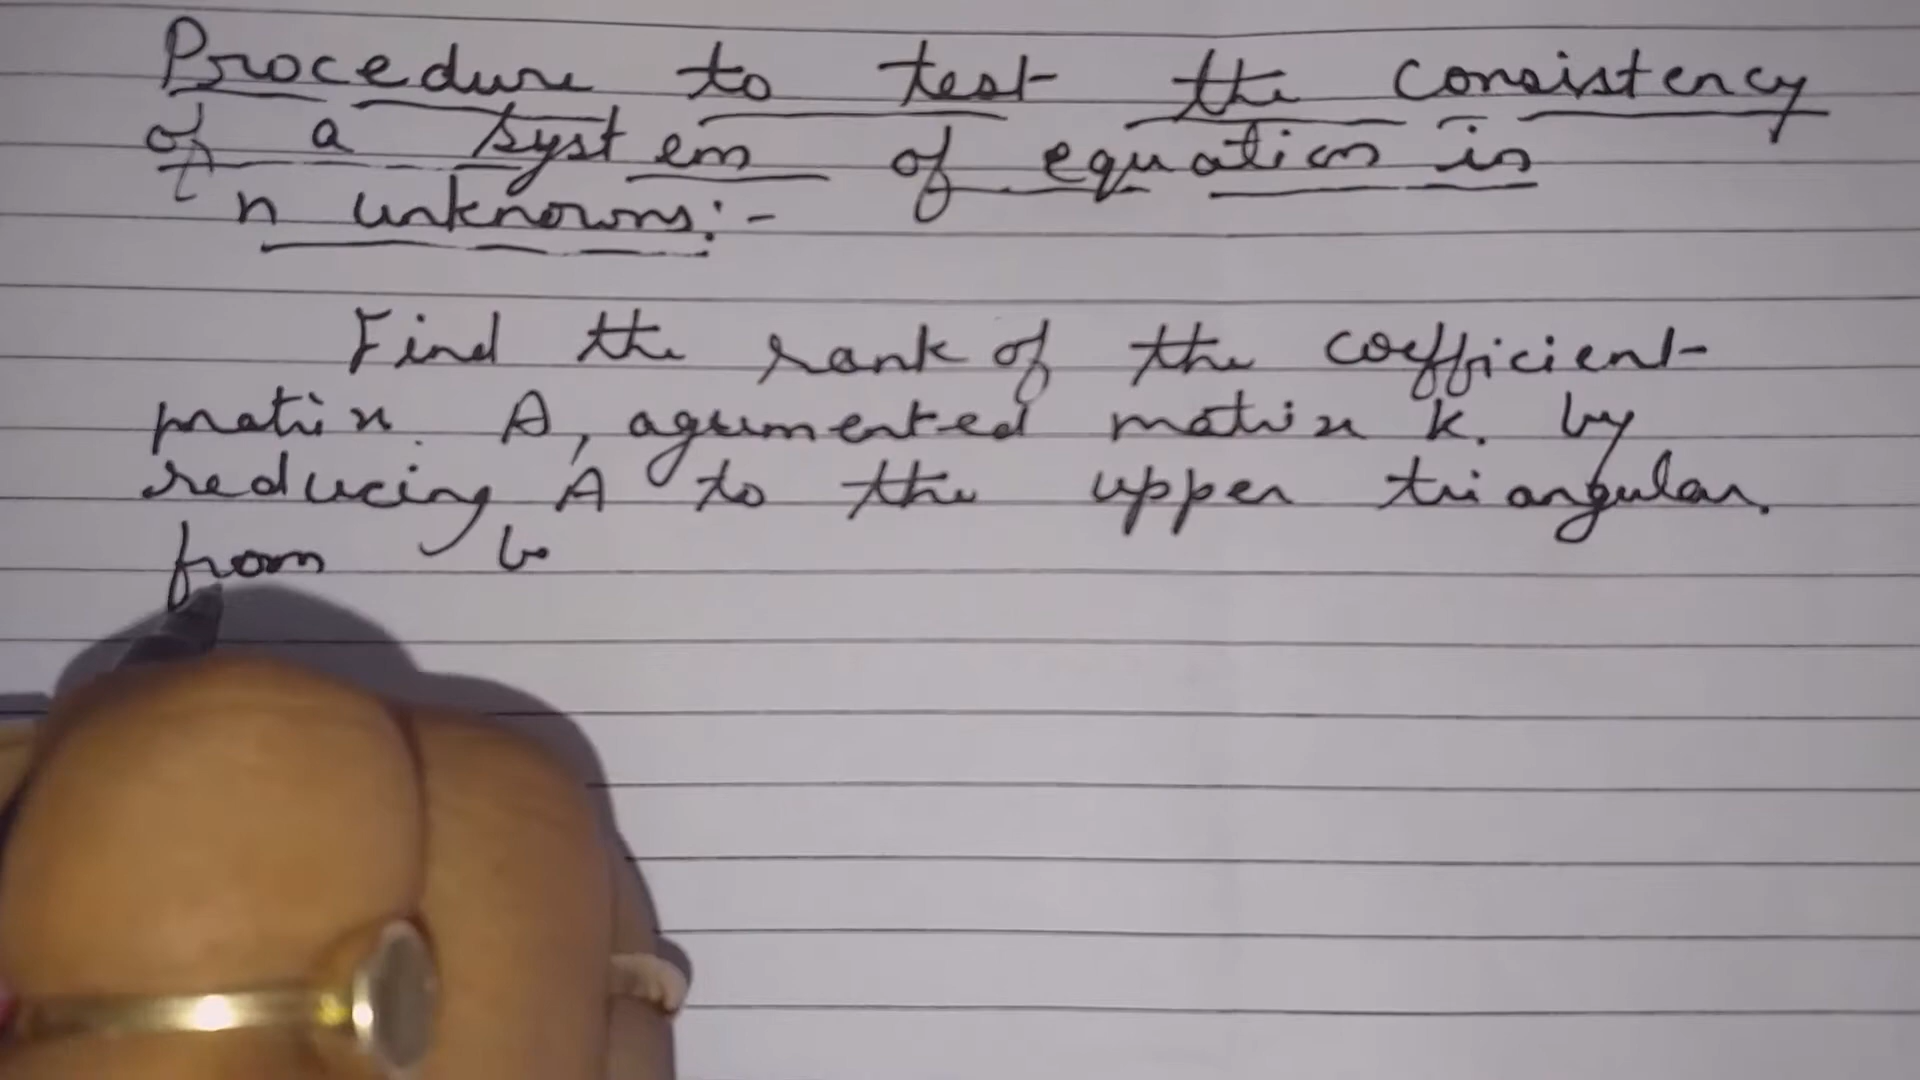 Procedure to test the consistency
of a system of equation is
n unknowns:-
Find the rank of the coefficient
matrix A, agumented matrix k. by
reducing A to the upper triangular.
from b